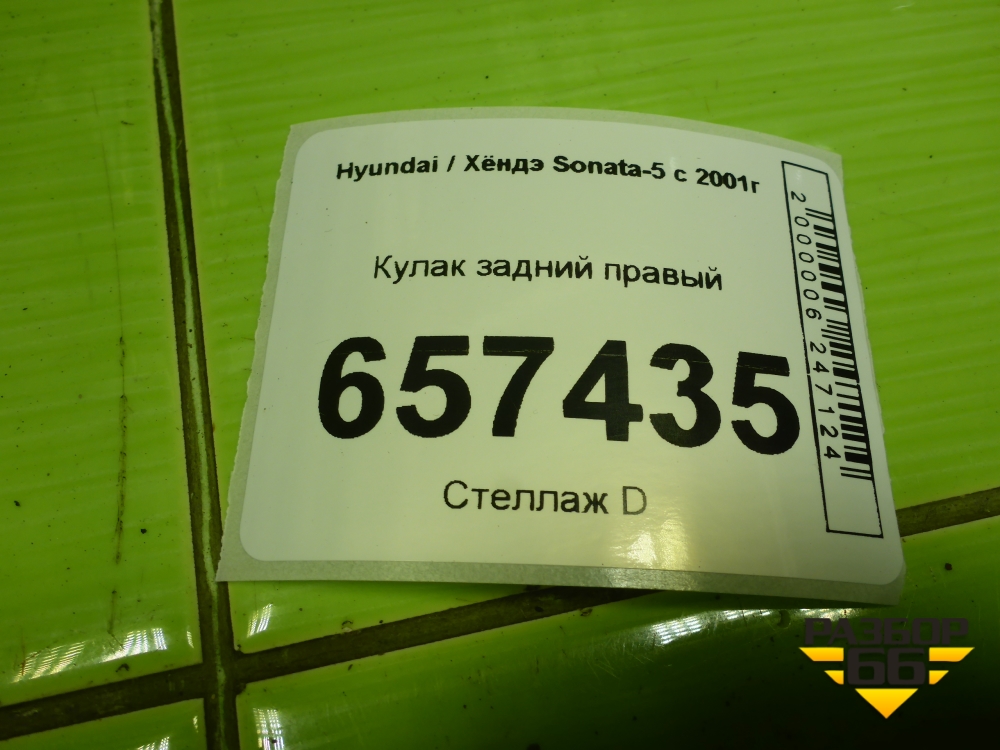 Hyundai / Хёндэ Sonata-5 с 2001г
Кулак задний правый
657435
Стеллаж D
2000006247124
РАЗБОР
66